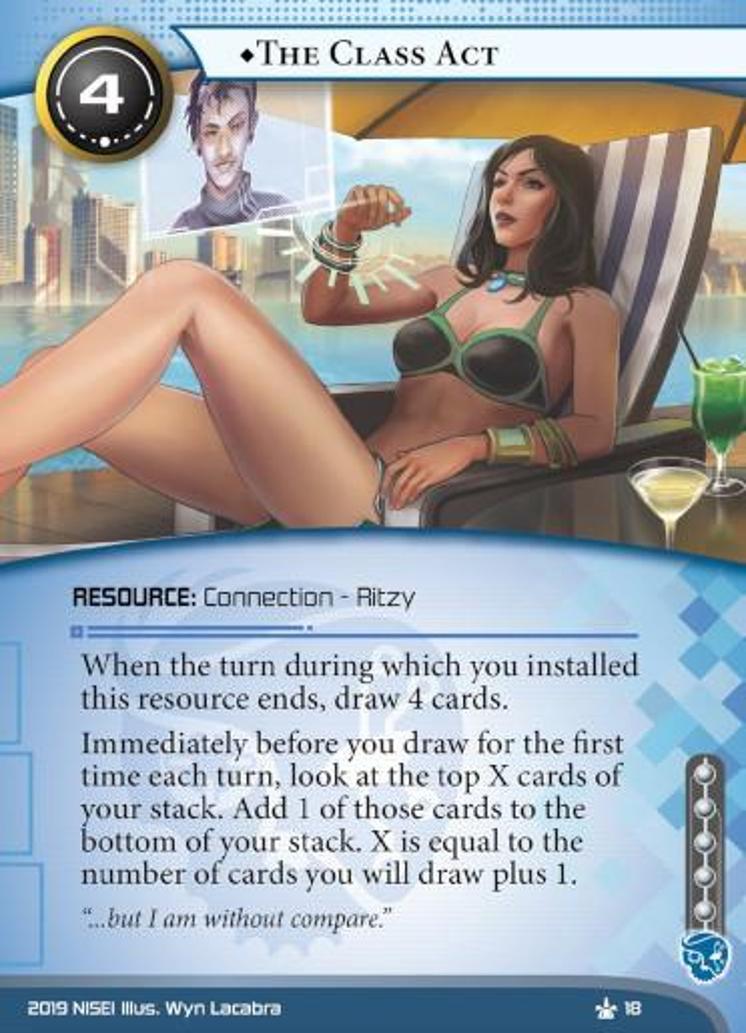 4
◆THE CLASS ACT
RESOURCE: Connection - Ritzy
When the turn during which you installed
this resource ends, draw 4 cards.
Immediately before you draw for the first
time each turn, look at the top X cards of
your stack. Add 1 of those cards to the
bottom of your stack. X is equal to the
number of cards you will draw plus 1.
“...but I am without compare.”
2019 NISEI Illus. Wyn Lacabra
18